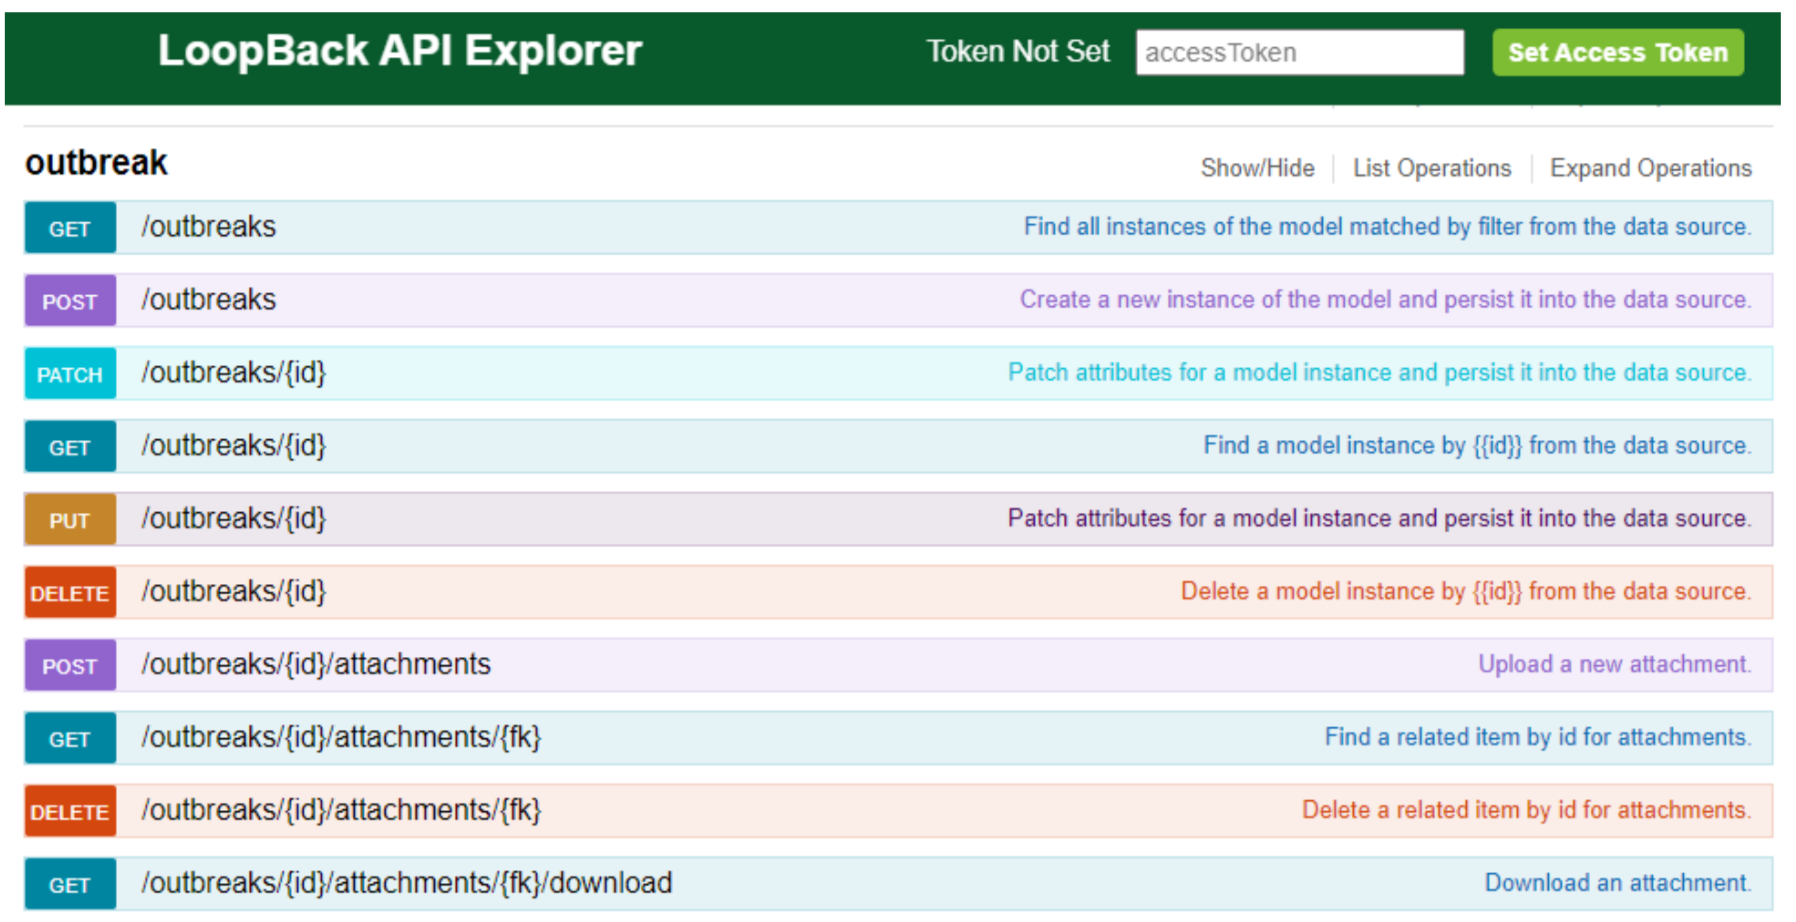 LoopBack API Explorer Token Not Set accessToken Set Access Token
outbreak Show/Hide List Operations Expand Operations
GET /outbreaks Find all instances of the model matched by filter from the data source.
POST /outbreaks Create a new instance of the model and persist it into the data source.
PATCH /outbreaks/{id} Patch attributes for a model instance and persist it into the data source.
GET /outbreaks/{id} Find a model instance by {{id}} from the data source.
PUT /outbreaks/{id} Patch attributes for a model instance and persist it into the data source.
DELETE /outbreaks/{id} Delete a model instance by {{id}} from the data source.
POST /outbreaks/{id}/attachments Upload a new attachment.
GET /outbreaks/{id}/attachments/{fk} Find a related item by id for attachments.
DELETE /outbreaks/{id}/attachments/{fk} Delete a related item by id for attachments.
GET /outbreaks/{id}/attachments/{fk}/download Download an attachment.